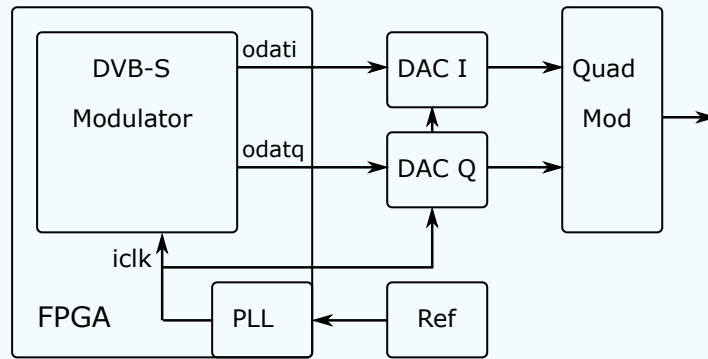 odati
DVB-S
Modulator
DAC I
Quad
Mod
odatq
DAC Q
iclk
FPGA
PLL
Ref